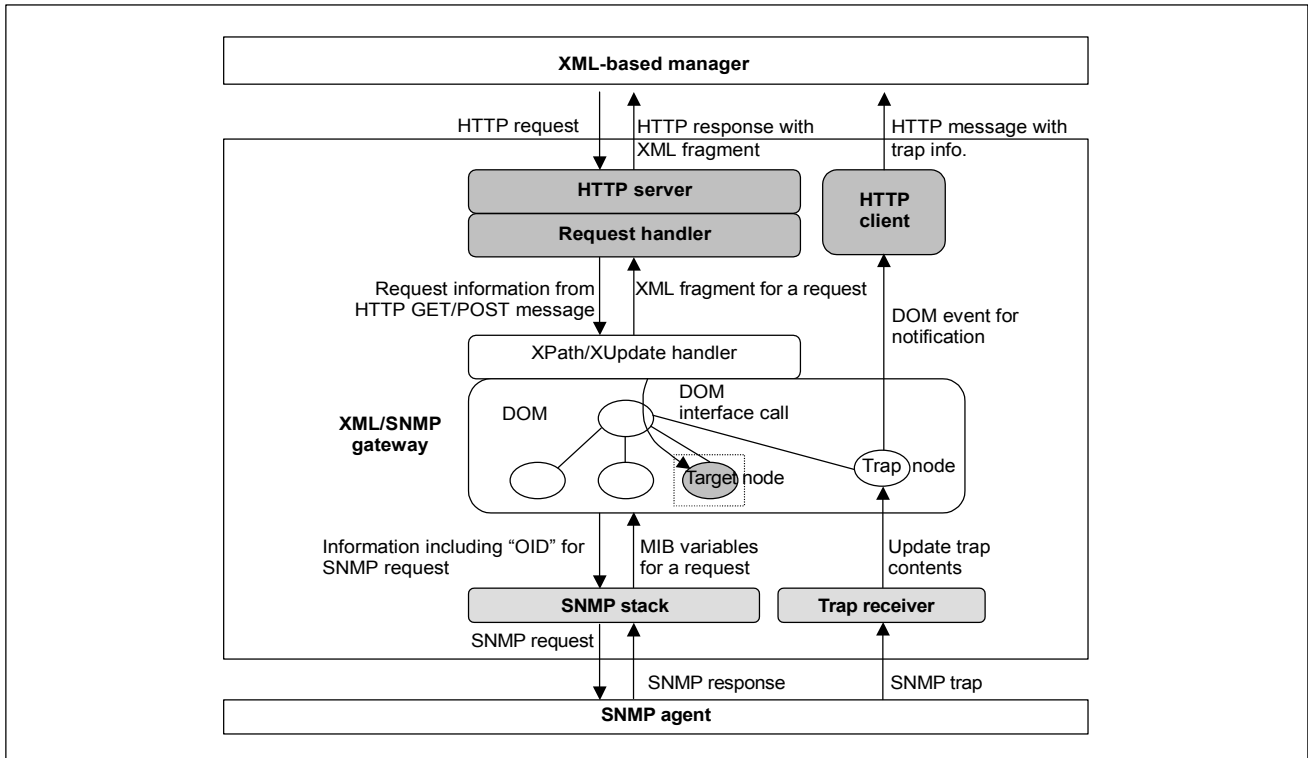 XML-based manager
HTTP request
HTTP response with
XML fragment
HTTP message with
trap info.
HTTP server
HTTP
client
Request handler
Request information from
HTTP GET/POST message
XML fragment for a request
DOM event for
notification
XPath/XUpdate handler
XML/SNMP
gateway
DOM
DOM
interface call
Target node
Trap node
Information including “OID” for
SNMP request
MIB variables
for a request
Update trap
contents
SNMP stack
Trap receiver
SNMP request
SNMP response
SNMP trap
SNMP agent